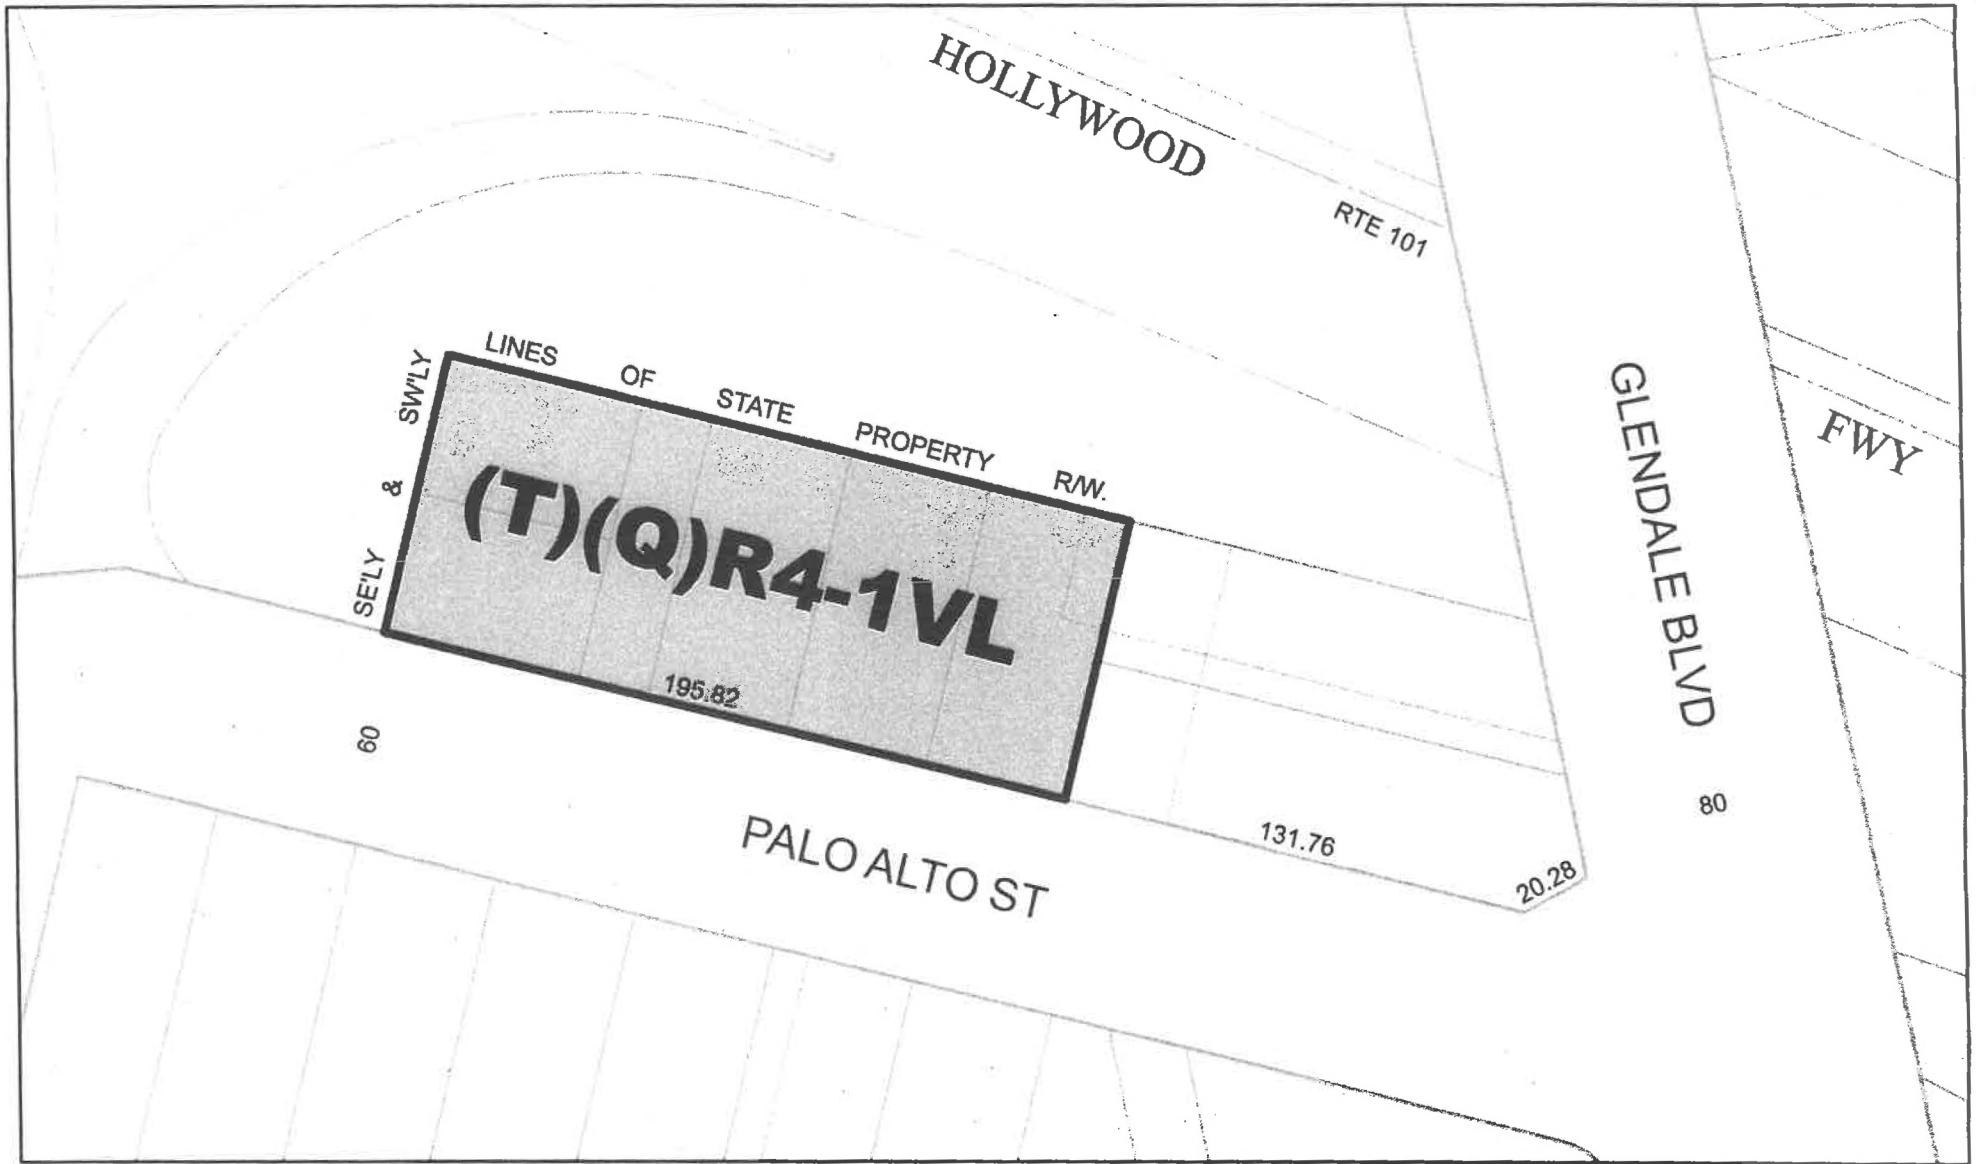 HOLLYWOOD
RTE 101
FWY
GLENDALE BLVD
80
LINES OF STATE PROPERTY R/W.
SE'LY & SW'LY
(T)(Q)R4-1VL
195.82
60
PALO ALTO ST
131.76
20.28